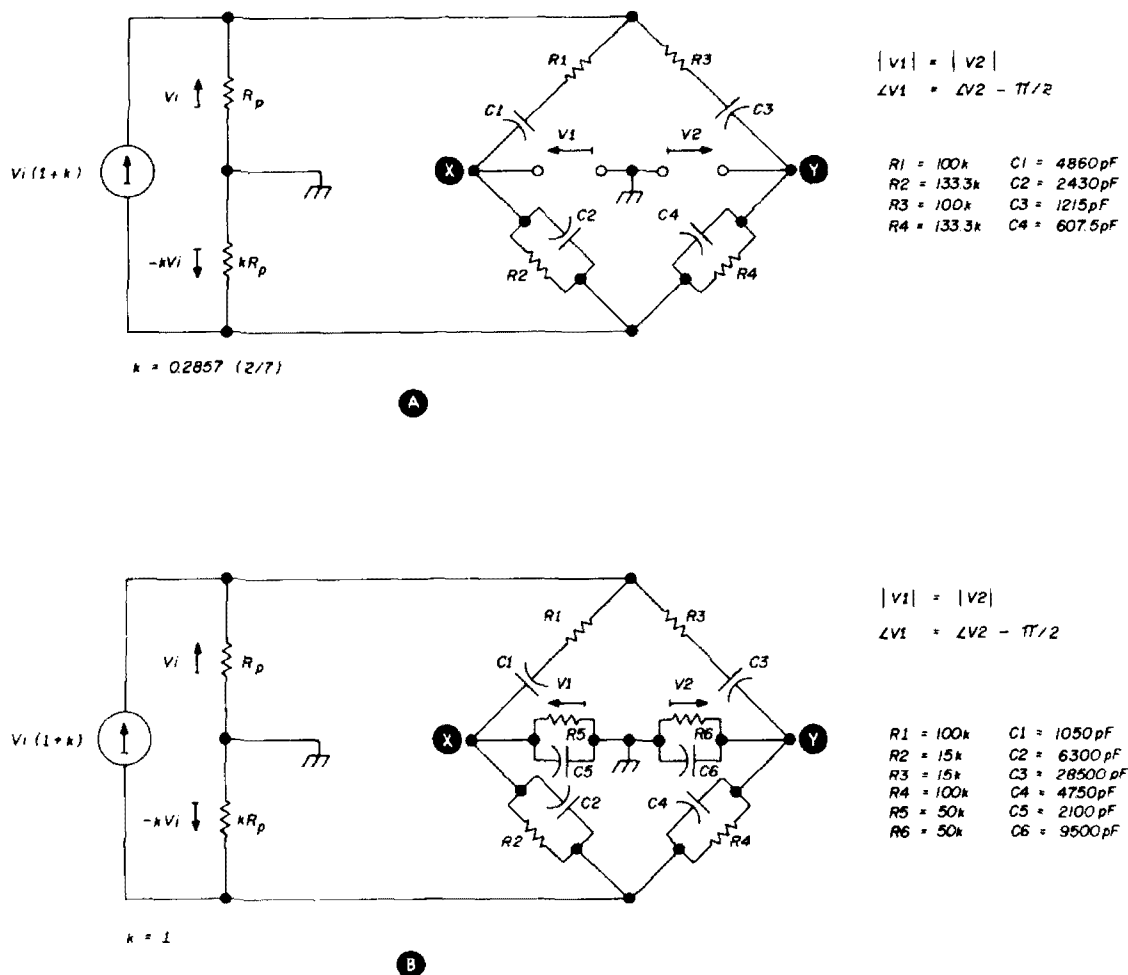 R1
R3
|V1| = |V2|
∠V1 = ∠V2 - π/2
Vi
Rp
C1
C3
V1
V2
Vi (1+k)
X
Y
R1 = 100k C1 = 4860pF
R2 = 133.3k C2 = 2430pF
R3 = 100k C3 = 1215pF
R4 = 133.3k C4 = 607.5pF
C2
C4
-kVi
kRp
R2
R4
k = 0.2857 (2/7)
A
|V1| = |V2|
∠V1 = ∠V2 - π/2
R1
R3
Vi
Rp
C1
C3
V1
V2
Vi (1+k)
X
R5
R6
Y
C5
C6
R1 = 100k C1 = 1050pF
R2 = 15k C2 = 6300pF
R3 = 15k C3 = 28500pF
R4 = 100k C4 = 4750pF
R5 = 50k C5 = 2100pF
R6 = 50k C6 = 9500pF
C2
C4
-kVi
kRp
R2
R4
k = 1
B